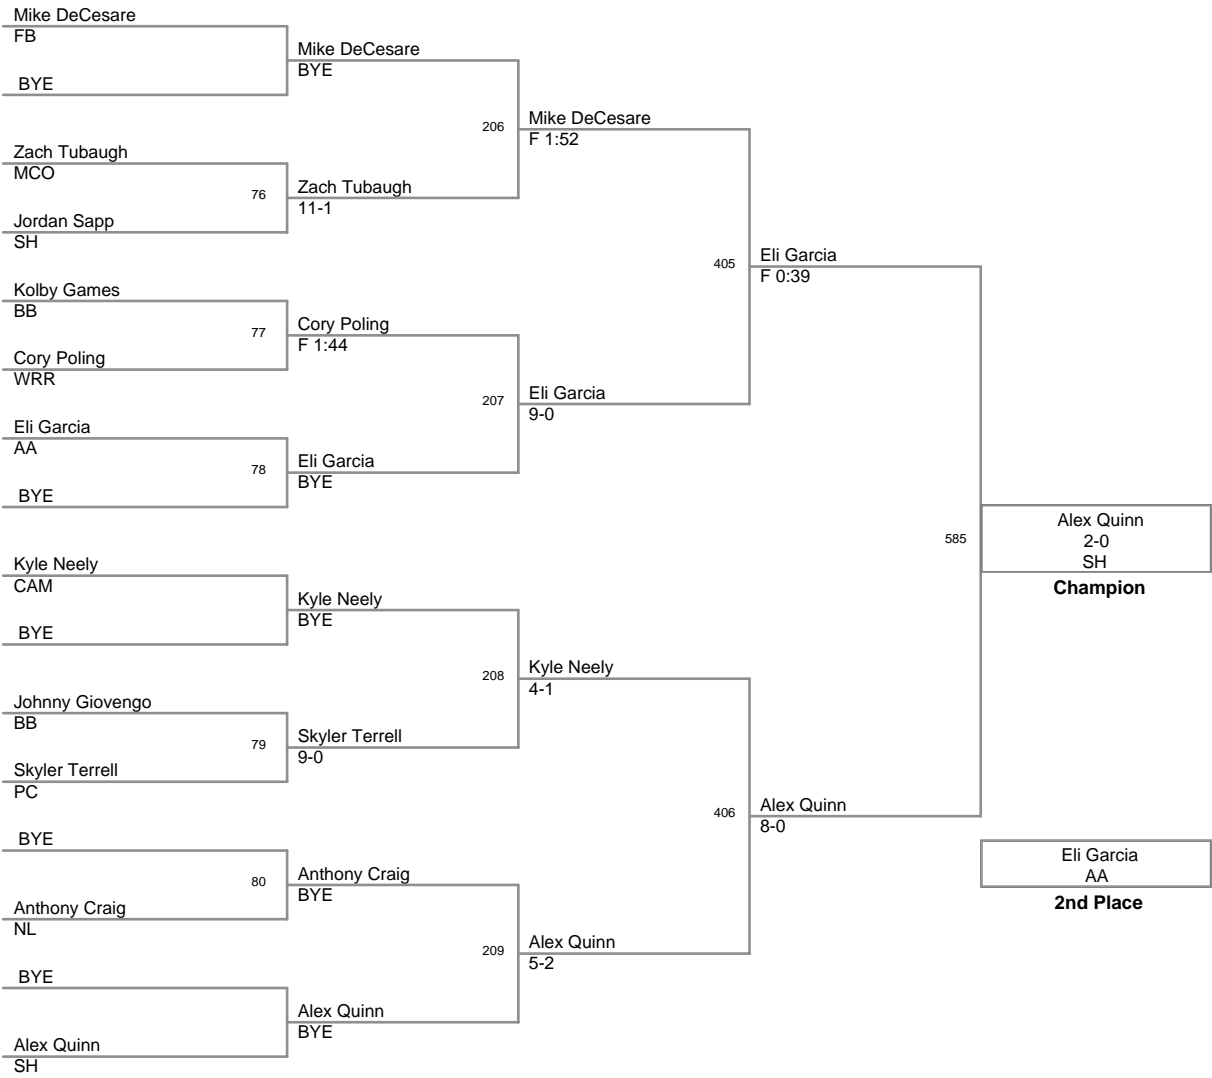 Mike DeCesare
FB
BYE
Mike DeCesare
BYE
Zach Tubaugh
MCO
76
Jordan Sapp
SH
Zach Tubaugh
11-1
206
Mike DeCesare
F 1:52
Kolby Games
BB
77
Cory Poling
WRR
Cory Poling
F 1:44
Eli Garcia
AA
78
BYE
Eli Garcia
BYE
207
Eli Garcia
9-0
405
Eli Garcia
F 0:39
Kyle Neely
CAM
BYE
Kyle Neely
BYE
Johnny Giovengo
BB
79
Skyler Terrell
PC
Skyler Terrell
9-0
208
Kyle Neely
4-1
BYE
80
Anthony Craig
NL
Anthony Craig
BYE
BYE
Alex Quinn
SH
Alex Quinn
BYE
209
Alex Quinn
5-2
406
Alex Quinn
8-0
585
Alex Quinn
2-0
SH
Champion
Eli Garcia
AA
2nd Place